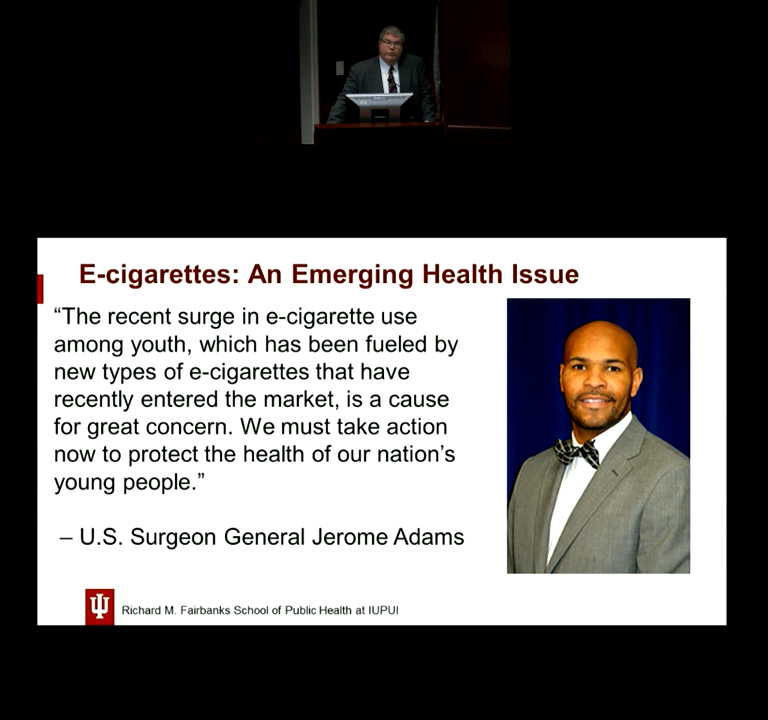 E-cigarettes: An Emerging Health Issue
“The recent surge in e-cigarette use
among youth, which has been fueled by
new types of e-cigarettes that have
recently entered the market, is a cause
for great concern. We must take action
now to protect the health of our nation’s
young people.”
– U.S. Surgeon General Jerome Adams
Richard M. Fairbanks School of Public Health at IUPUI